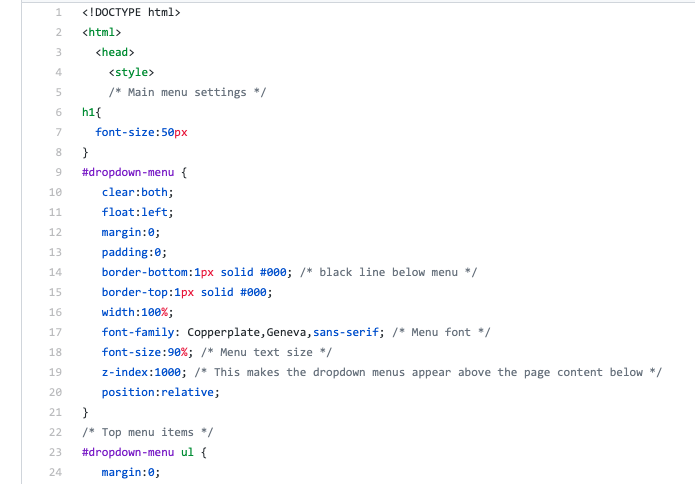 1 <!DOCTYPE html>
2 <html>
3 <head>
4 <style>
5 /* Main menu settings */
6 h1{
7 font-size:50px
8 }
9 #dropdown-menu {
10 clear:both;
11 float:left;
12 margin:0;
13 padding:0;
14 border-bottom:1px solid #000; /* black line below menu */
15 border-top:1px solid #000;
16 width:100%;
17 font-family: Copperplate,Geneva,sans-serif; /* Menu font */
18 font-size:90%; /* Menu text size */
19 z-index:1000; /* This makes the dropdown menus appear above the page content below */
20 position:relative;
21 }
22 /* Top menu items */
23 #dropdown-menu ul {
24 margin:0;